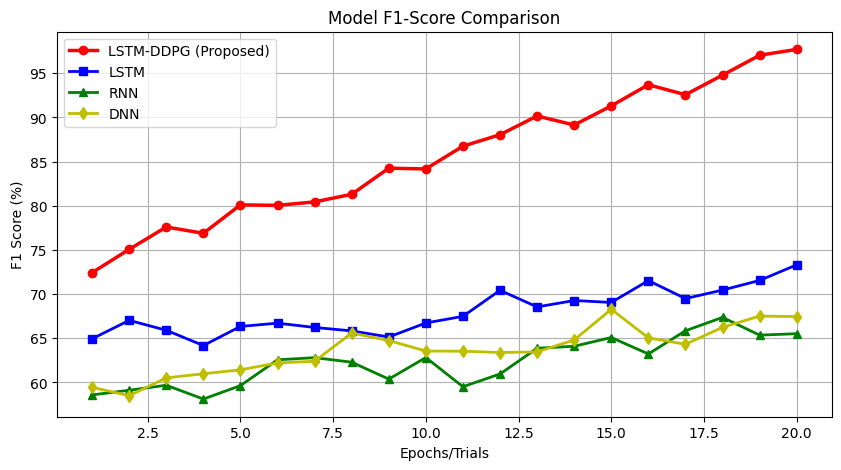 Model F1-Score Comparison
LSTM-DDPG (Proposed)
LSTM
RNN
DNN
F1 Score (%)
95
90
85
80
75
70
65
60
2.5 5.0 7.5 10.0 12.5 15.0 17.5 20.0
Epochs/Trials